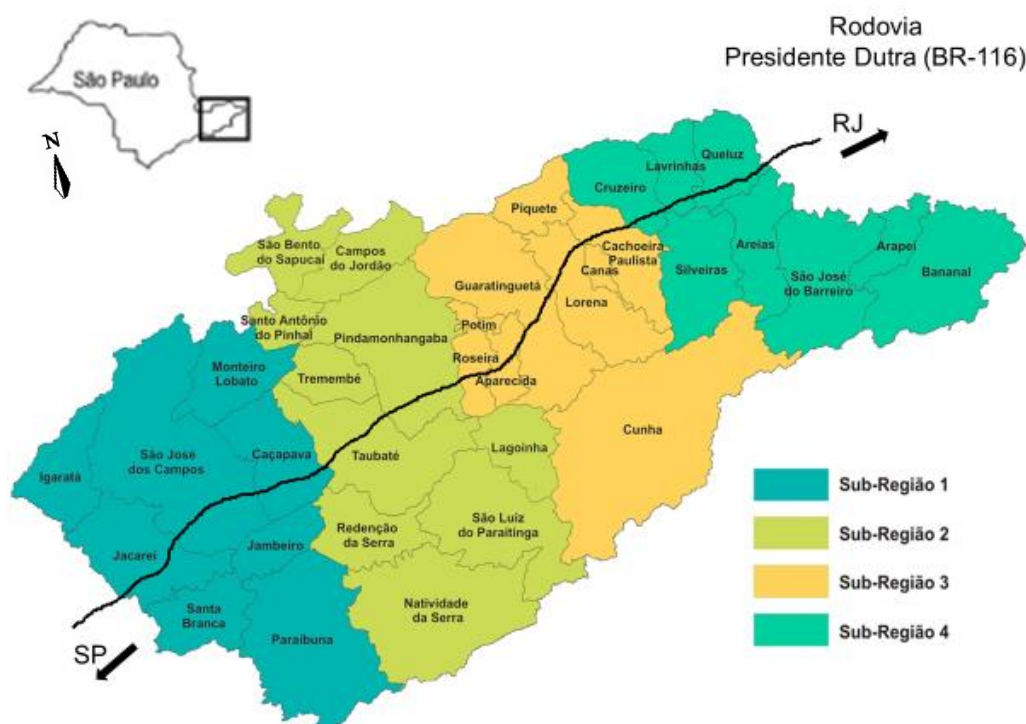 Rodovia
Presidente Dutra (BR-116)
São Paulo
N
RJ
Queluz
Lavrinhas
Cruzeiro
Piquete
São Bento
do Sapucaí
Campos
do Jordão
Cachoeira
Paulista
Canas
Silveiras
Areias
Arapeí
São José
do Barreiro
Bananal
Guaratinguetá
Lorena
Santo Antônio
do Pinhal
Pindamonhangaba
Potim
Roseira
Aparecida
Monteiro
Lobato
Tremembé
Cunha
Lagoinha
Taubaté
Caçapava
São José
dos Campos
Igaratá
São Luiz
do Paraitinga
Redenção
da Serra
Jambeiro
Jacareí
Natividade
da Serra
Santa
Branca
Paraíbuna
SP
Sub-Região 1
Sub-Região 2
Sub-Região 3
Sub-Região 4